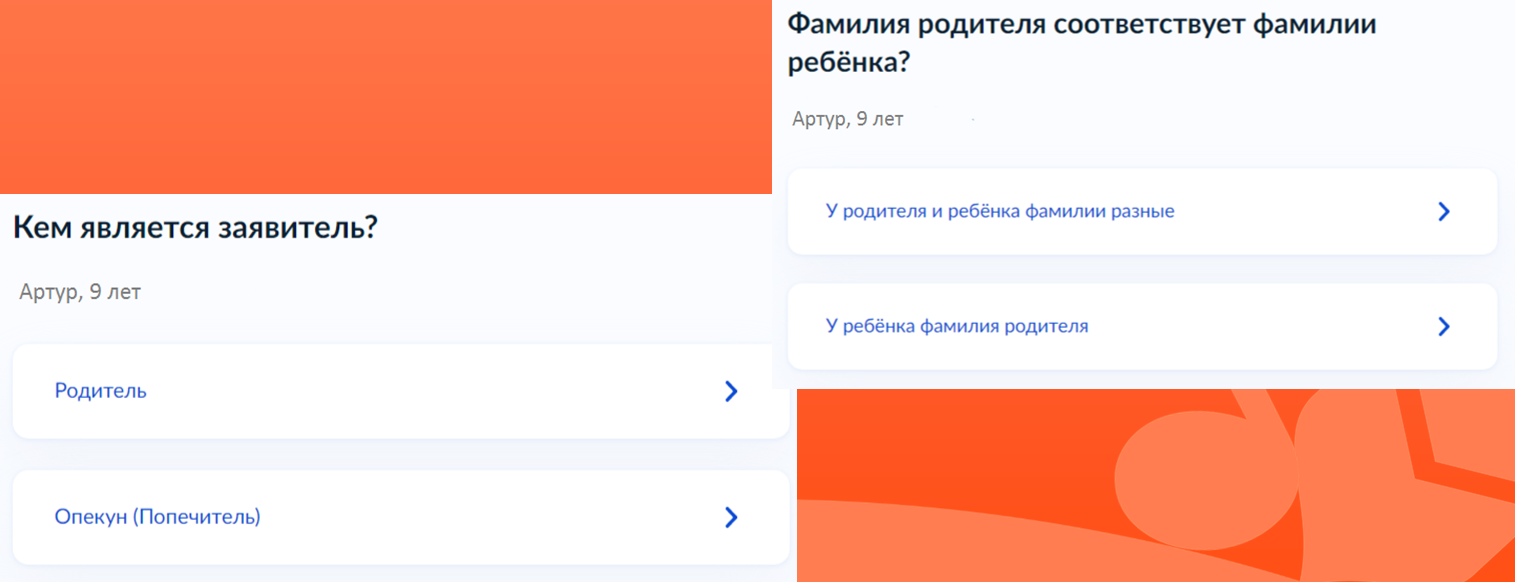 Кем является заявитель?
Артур, 9 лет
Родитель
Опекун (Попечитель)
Фамилия родителя соответствует фамилии
ребёнка?
Артур, 9 лет
У родителя и ребёнка фамилии разные
У ребёнка фамилия родителя